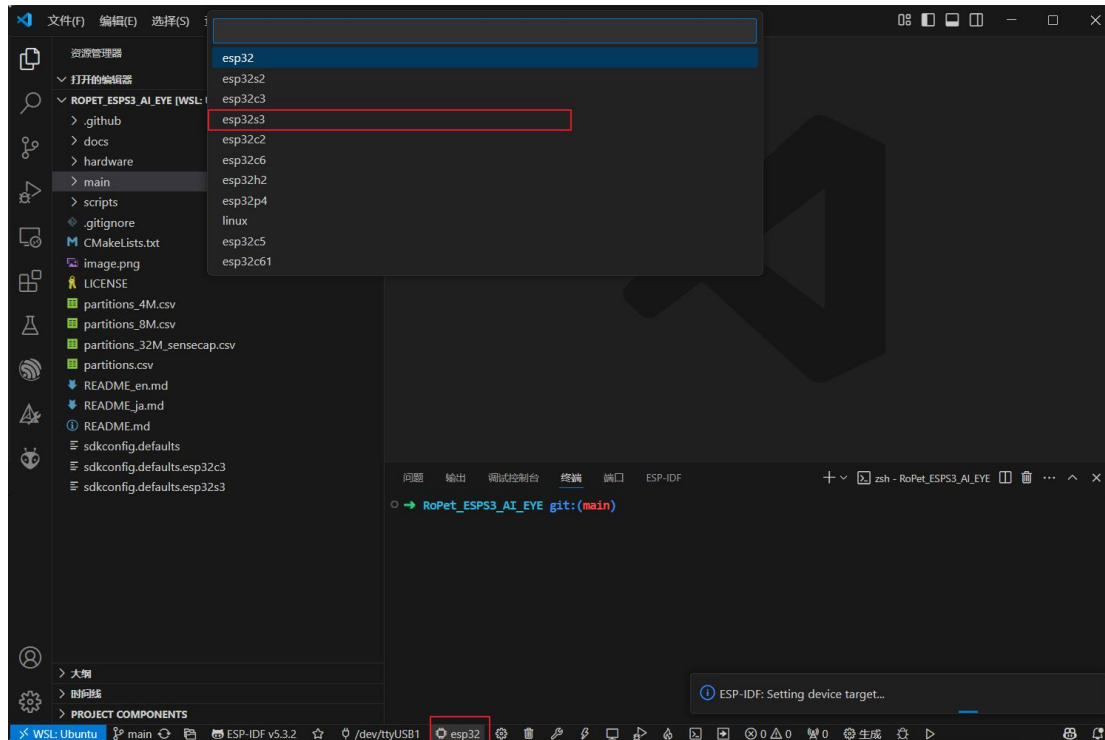 文件(F) 编辑(E) 选择(S)
资源管理器
打开的编辑器
ROPET_ESPS3_AI_EYE [WSL:
.github
docs
hardware
main
scripts
.gitignore
CMakeLists.txt
image.png
LICENSE
partitions_4M.csv
partitions_8M.csv
partitions_32M_sensecap.csv
partitions.csv
README_en.md
README_ja.md
README.md
sdkconfig.defaults
sdkconfig.defaults.esp32c3
sdkconfig.defaults.esp32s3
大纲
时间线
PROJECT COMPONENTS
esp32
esp32s2
esp32c3
esp32s3
esp32c2
esp32c6
esp32h2
esp32p4
linux
esp32c5
esp32c61
问题 输出 调试控制台 终端 端口 ESP-IDF zsh - RoPet_ESPS3_AI_EYE
RoPet_ESPS3_AI_EYE git:(main)
ESP-IDF: Setting device target...
WSL: Ubuntu main ESP-IDF v5.3.2 /dev/ttyUSB1 esp32 0 0 0 生成